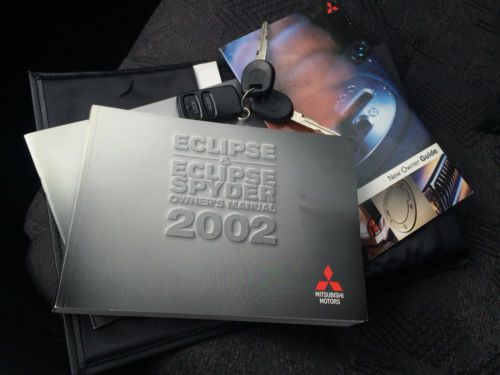 ECLIPSE
&
ECLIPSE
SPYDER
OWNER'S MANUAL
2002
MITSUBISHI
MOTORS
New Owner Guide